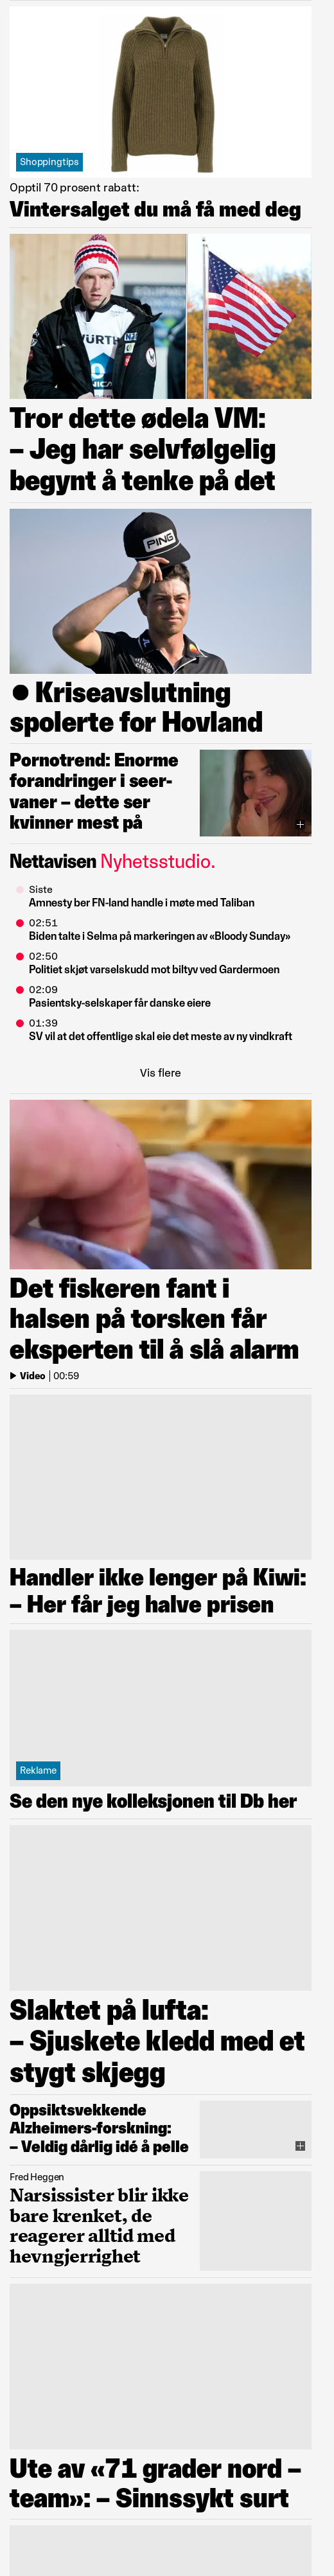 Shoppingtips
Opptil 70 prosent rabatt:
Vintersalget du må få med deg
WÜRTH
Tror dette ødela VM:
– Jeg har selvfølgelig
begynt å tenke på det
PING
● Kriseavslutning
spolerte for Hovland
Pornotrend: Enorme
forandringer i seer-
vaner – dette ser
kvinner mest på
Nettavisen Nyhetsstudio.
Siste
Amnesty ber FN-land handle i møte med Taliban
02:51
Biden talte i Selma på markeringen av «Bloody Sunday»
02:50
Politiet skjøt varselskudd mot biltyv ved Gardermoen
02:09
Pasientsky-selskaper får danske eiere
01:39
SV vil at det offentlige skal eie det meste av ny vindkraft
Vis flere
Det fiskeren fant i
halsen på torsken får
eksperten til å slå alarm
Video | 00:59
Handler ikke lenger på Kiwi:
– Her får jeg halve prisen
Reklame
Se den nye kolleksjonen til Db her
Slaktet på lufta:
– Sjuskete kledd med et
stygt skjegg
Oppsiktsvekkende
Alzheimers-forskning:
– Veldig dårlig idé å pelle
Fred Heggen
Narsissister blir ikke
bare krenket, de
reagerer alltid med
hevngjerrighet
Ute av «71 grader nord –
team»: – Sinnssykt surt